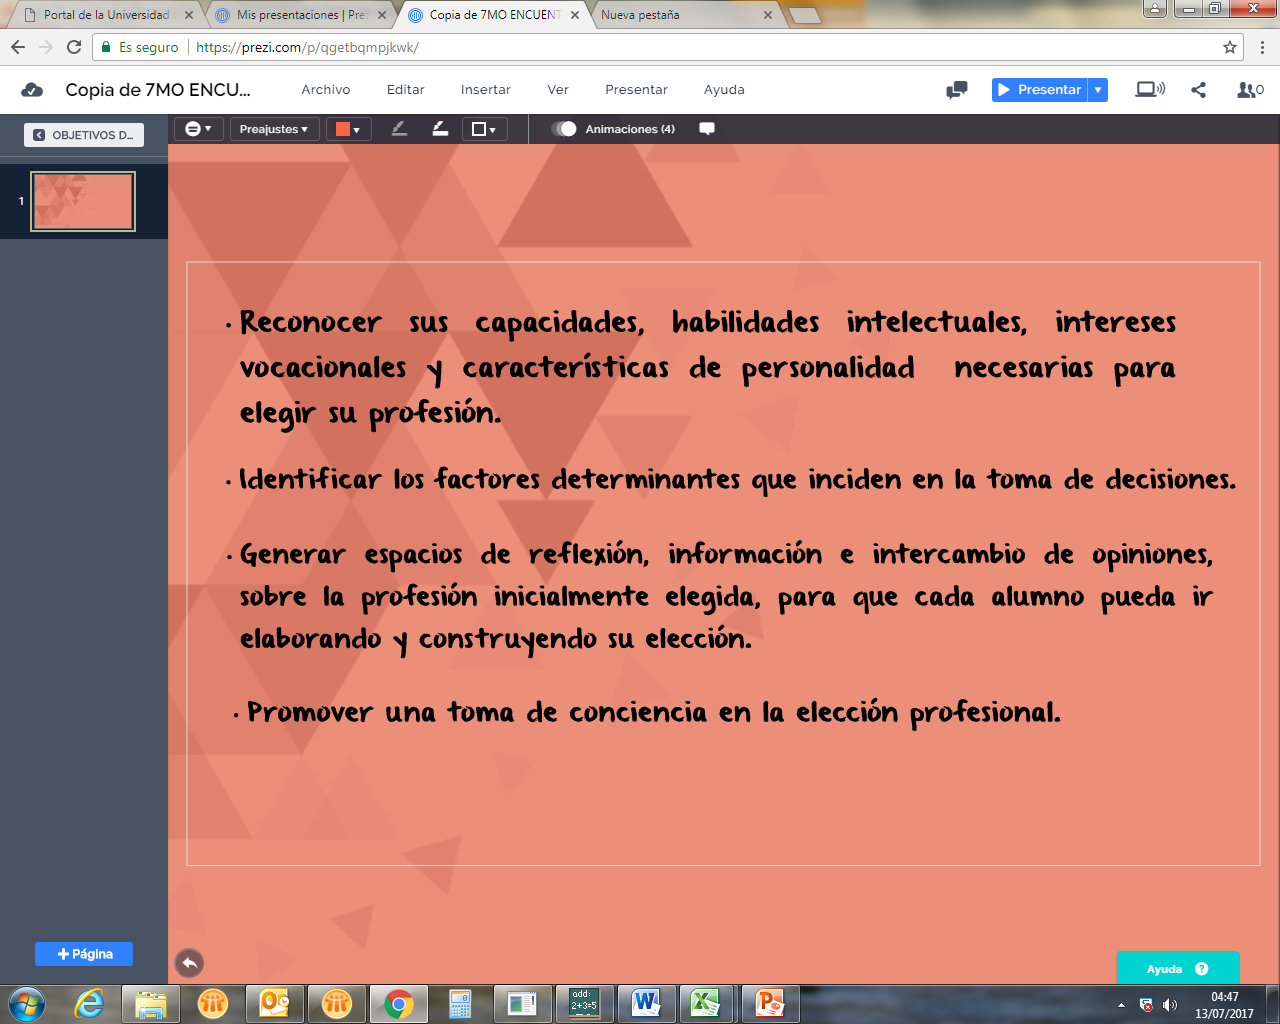 Portal de la Universidad
Mis presentaciones | Prez
Copia de 7MO ENCUENT
Nueva pestaña
Es seguro
https://prezi.com/p/qgetbqmpjkwk/
Copia de 7MO ENCU...
Archivo
Editar
Insertar
Ver
Presentar
Ayuda
Presentar
0
OBJETIVOS D...
Preajustes
Animaciones (4)
1
• Reconocer sus capacidades, habilidades intelectuales, intereses
vocacionales y características de personalidad necesarias para
elegir su profesión.
• Identificar los factores determinantes que inciden en la toma de decisiones.
• Generar espacios de reflexión, información e intercambio de opiniones,
sobre la profesión inicialmente elegida, para que cada alumno pueda ir
elaborando y construyendo su elección.
• Promover una toma de conciencia en la elección profesional.
+ Página
Ayuda ?
add:
2+3=5
04:47
13/07/2017